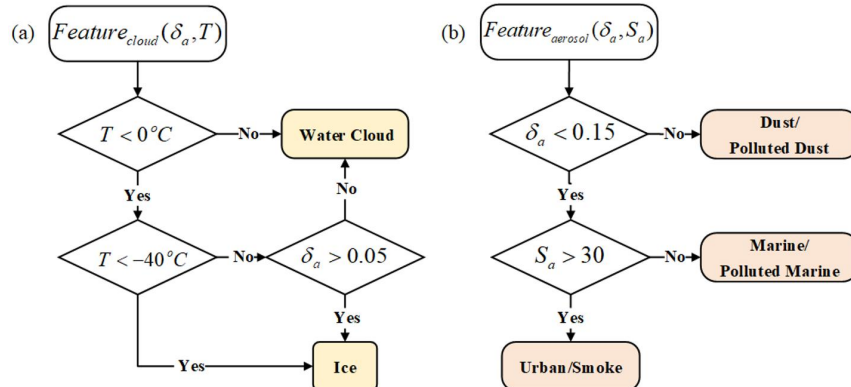 (a)
Feature_cloud(δ_a,T)
T < 0°C
No
Water Cloud
Yes
No
T < −40°C
No
δ_a > 0.05
Yes
Yes
Ice
(b)
Feature_aerosol(δ_a,S_a)
δ_a < 0.15
No
Dust/
Polluted Dust
Yes
S_a > 30
No
Marine/
Polluted Marine
Yes
Urban/Smoke